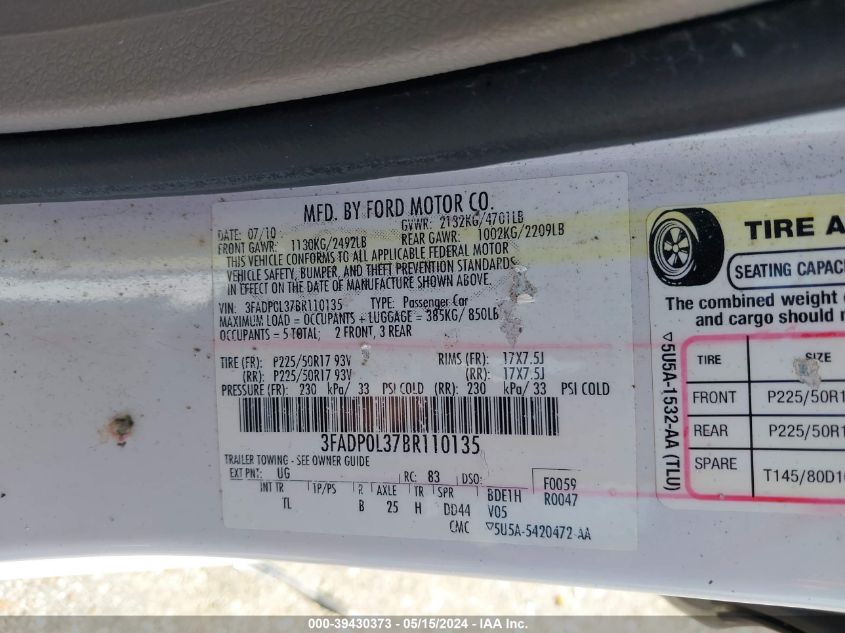 MFD. BY FORD MOTOR CO.
DATE: 07/10 GVWR: 2132KG/4701LB
FRONT GAWR: 1130KG/2492LB REAR GAWR: 1002KG/2209LB
THIS VEHICLE CONFORMS TO ALL APPLICABLE FEDERAL MOTOR
VEHICLE SAFETY, BUMPER, AND THEFT PREVENTION STANDARDS
IN EFFECT ON THE DATE OF MANUFACTURE SHOWN ABOVE.
VIN: 3FADP0L37BR110135 TYPE: Passenger Car
MAXIMUM LOAD = OCCUPANTS + LUGGAGE = 385KG/ 850LB
OCCUPANTS = 5 TOTAL; 2 FRONT, 3 REAR
TIRE (FR): P225/50R17 93V RIMS (FR): 17X7.5J
(RR): P225/50R17 93V (RR): 17X7.5J
PRESSURE (FR): 230 kPa/ 33 PSI COLD (RR): 230 kPa/ 33 PSI COLD
3FADP0L37BR110135
TRAILER TOWING - SEE OWNER GUIDE
EXT PNT: UG RC: 83 DSO: F0059
R0047
INT TR TP/PS R AXLE TR SPR BDE1H
TL B 25 H DD44 V05
CMC ▽5U5A-5420472-AA
TIRE A
SEATING CAPAC
The combined weight
and cargo should
▽5U5A-1532-AA (TLU)
TIRE SIZE
FRONT P225/50R1
REAR P225/50R1
SPARE T145/80D1
000-39430373 - 05/15/2024 - IAA Inc.